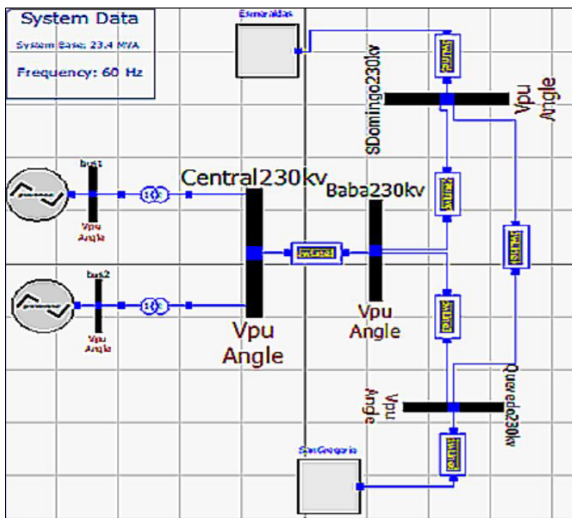 System Data
System Base: 23.4 MVA
Frequency: 60 Hz
Esmeraldas
SDomingo230kv
Vpu
Angle
bus1
Vpu
Angle
Central230kv
Baba230kv
bus2
Vpu
Angle
Vpu
Angle
Vpu
Angle
Vpu
Angle
Quevedo230kv
SanGregorio